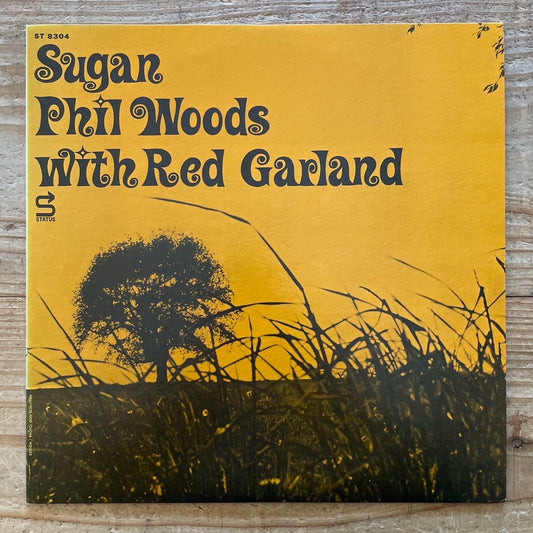 ST 8304
Sugan
Phil Woods
with Red Garland
STATUS